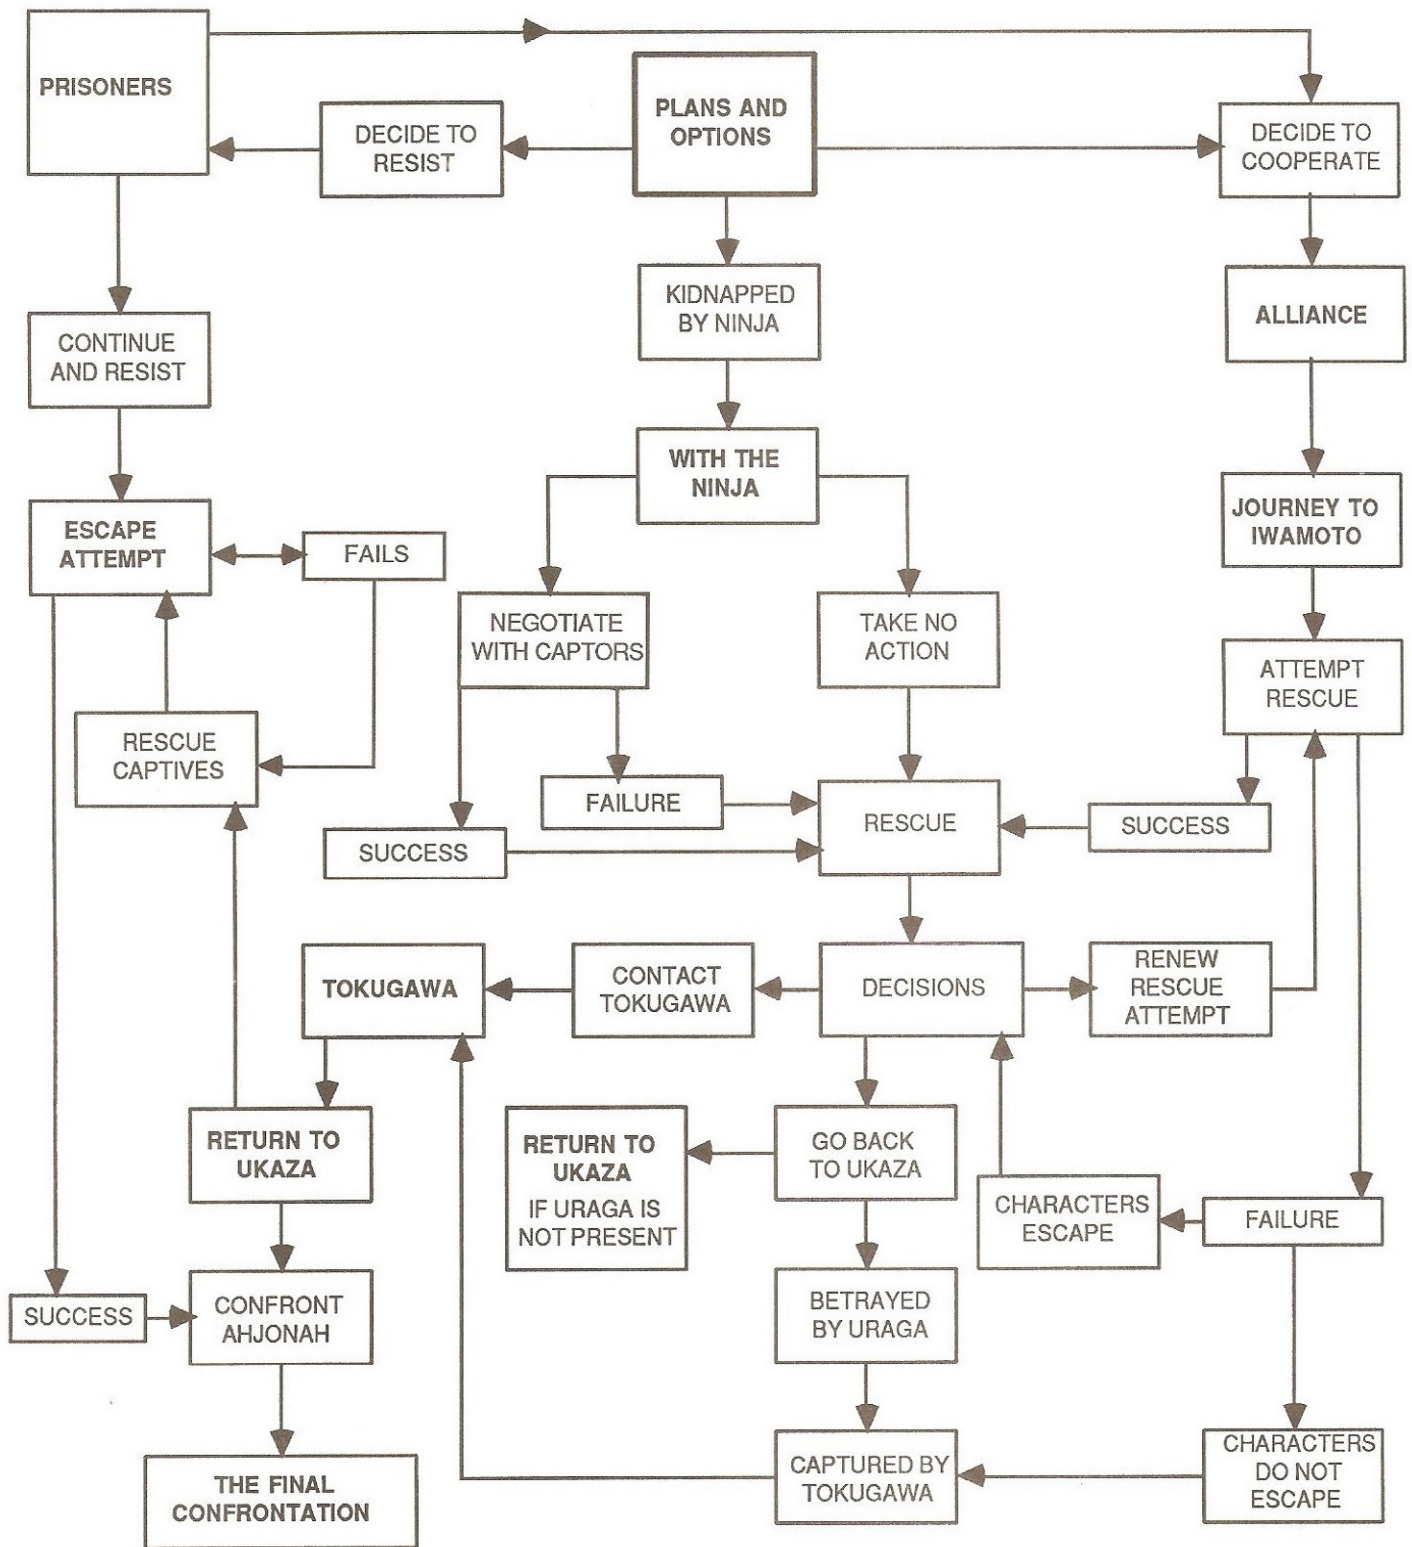 PRISONERS
DECIDE TO
RESIST
PLANS AND
OPTIONS
DECIDE TO
COOPERATE
KIDNAPPED
BY NINJA
ALLIANCE
CONTINUE
AND RESIST
WITH THE
NINJA
JOURNEY TO
IWAMOTO
ESCAPE
ATTEMPT
FAILS
NEGOTIATE
WITH CAPTORS
TAKE NO
ACTION
ATTEMPT
RESCUE
RESCUE
CAPTIVES
FAILURE
RESCUE
SUCCESS
SUCCESS
TOKUGAWA
CONTACT
TOKUGAWA
DECISIONS
RENEW
RESCUE
ATTEMPT
RETURN TO
UKAZA
RETURN TO
UKAZA
IF URAGA IS
NOT PRESENT
GO BACK
TO UKAZA
CHARACTERS
ESCAPE
FAILURE
SUCCESS
CONFRONT
AHJONAH
BETRAYED
BY URAGA
THE FINAL
CONFRONTATION
CAPTURED BY
TOKUGAWA
CHARACTERS
DO NOT
ESCAPE